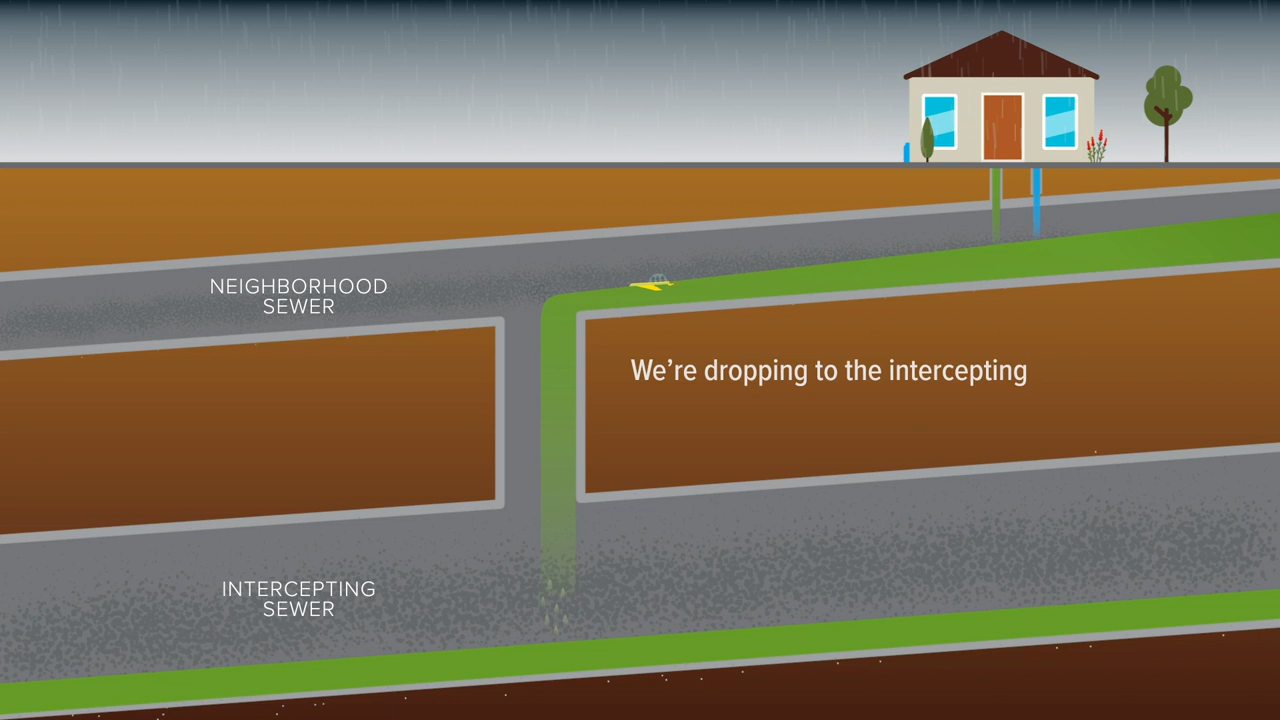 NEIGHBORHOOD
SEWER
We’re dropping to the intercepting
INTERCEPTING
SEWER